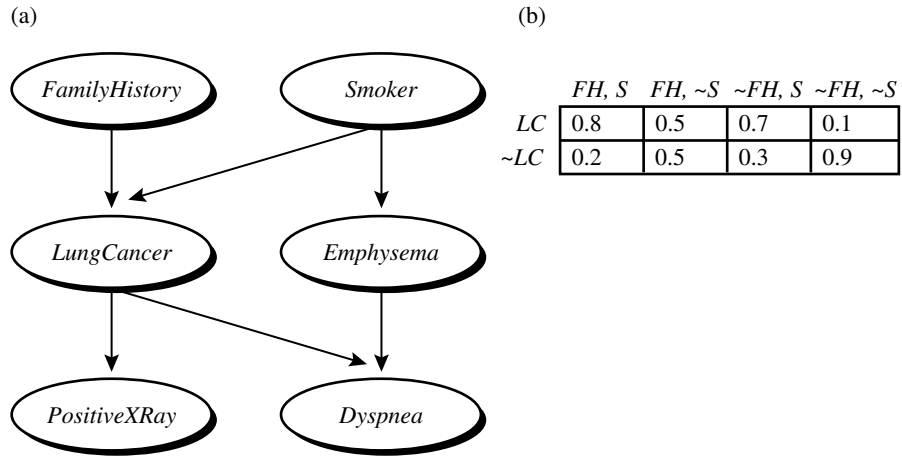 (a)
FamilyHistory
Smoker
LungCancer
Emphysema
PositiveXRay
Dyspnea
(b)
FH, S FH, ~S ~FH, S ~FH, ~S
LC 0.8 0.5 0.7 0.1
~LC 0.2 0.5 0.3 0.9